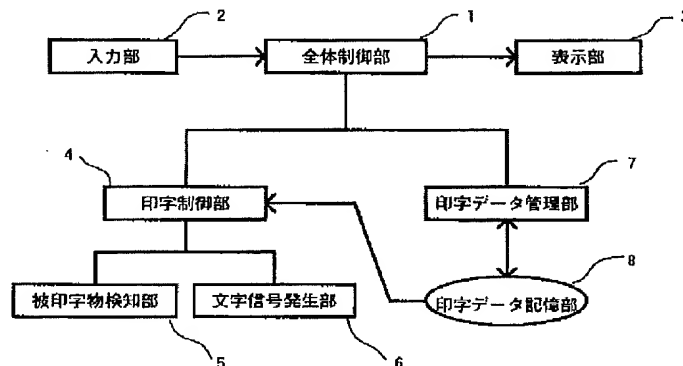 2
1
3
入力部
全体制御部
表示部
4
7
印字制御部
印字データ管理部
8
被印字物検知部
文字信号発生部
印字データ記憶部
5
6